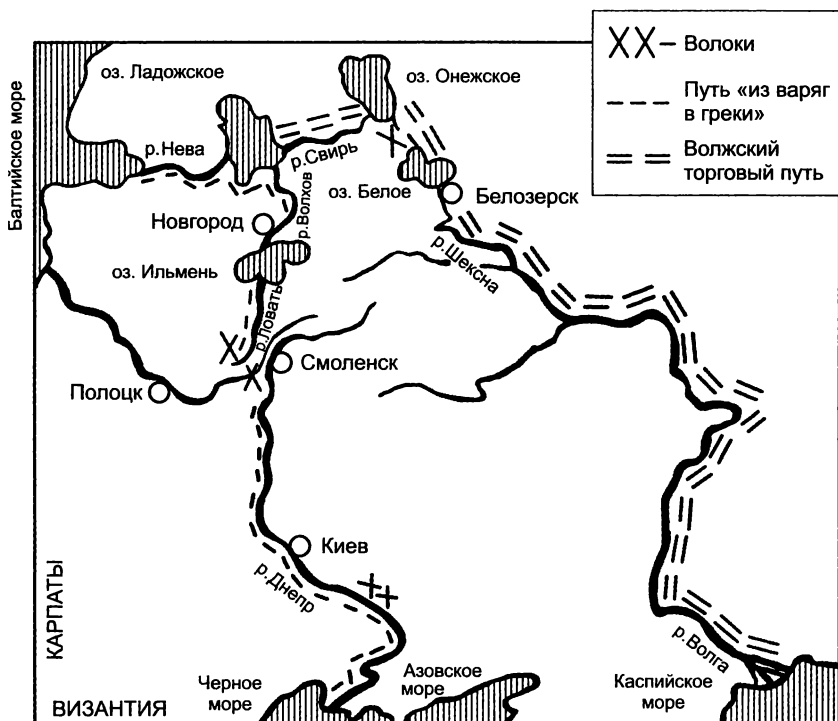 Волоки
Путь «из варяг
в греки»
Волжский
торговый путь
оз. Ладожское
оз. Онежское
Балтийское море
р.Нева
р.Свирь
оз. Белое
Белозерск
Новгород
р.Волхов
р.Шексна
оз. Ильмень
р.Ловать
Смоленск
Полоцк
Киев
р.Днепр
КАРПАТЫ
р.Волга
Черное
море
Азовское
море
Каспийское
море
ВИЗАНТИЯ